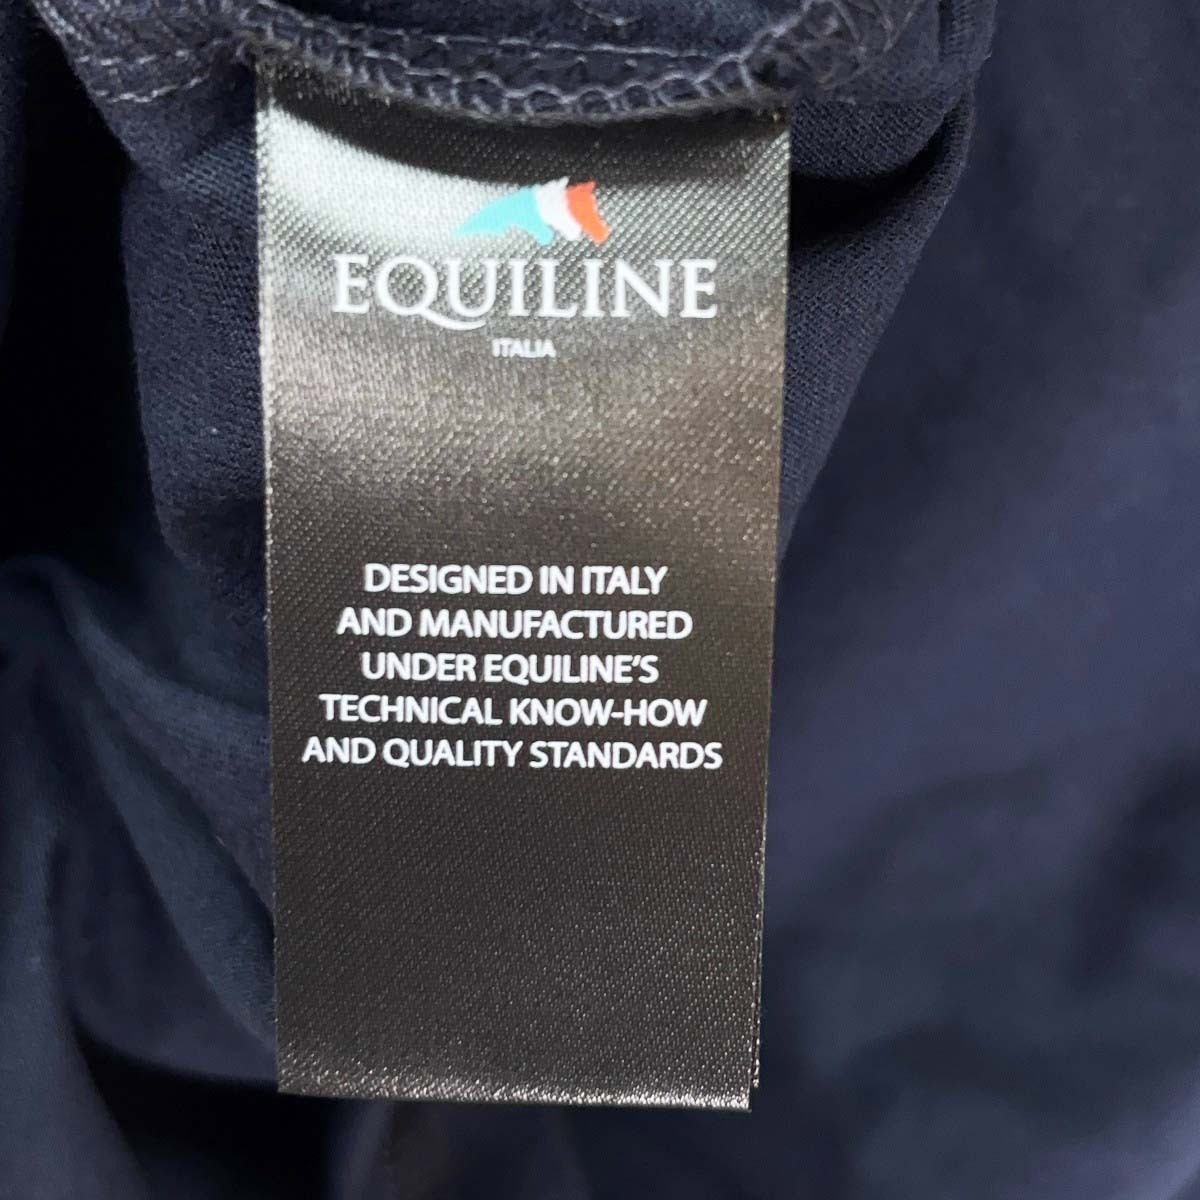 EQUILINE
ITALIA
DESIGNED IN ITALY
AND MANUFACTURED
UNDER EQUILINE'S
TECHNICAL KNOW-HOW
AND QUALITY STANDARDS